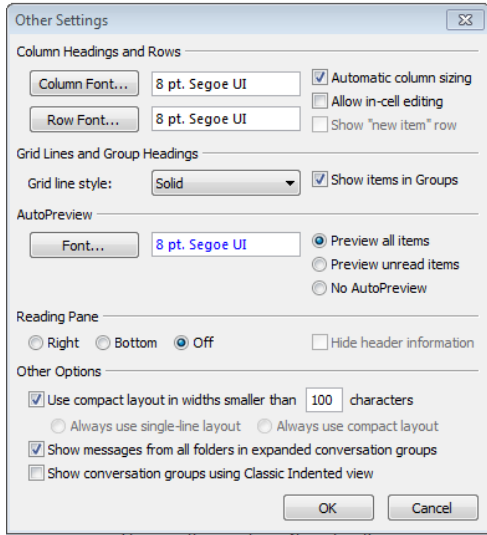 Other Settings
Column Headings and Rows
Column Font... 8 pt. Segoe UI Automatic column sizing
Allow in-cell editing
Row Font... 8 pt. Segoe UI Show "new item" row
Grid Lines and Group Headings
Grid line style: Solid Show items in Groups
AutoPreview
Font... 8 pt. Segoe UI Preview all items
Preview unread items
No AutoPreview
Reading Pane
Right Bottom Off Hide header information
Other Options
Use compact layout in widths smaller than 100 characters
Always use single-line layout Always use compact layout
Show messages from all folders in expanded conversation groups
Show conversation groups using Classic Indented view
OK Cancel